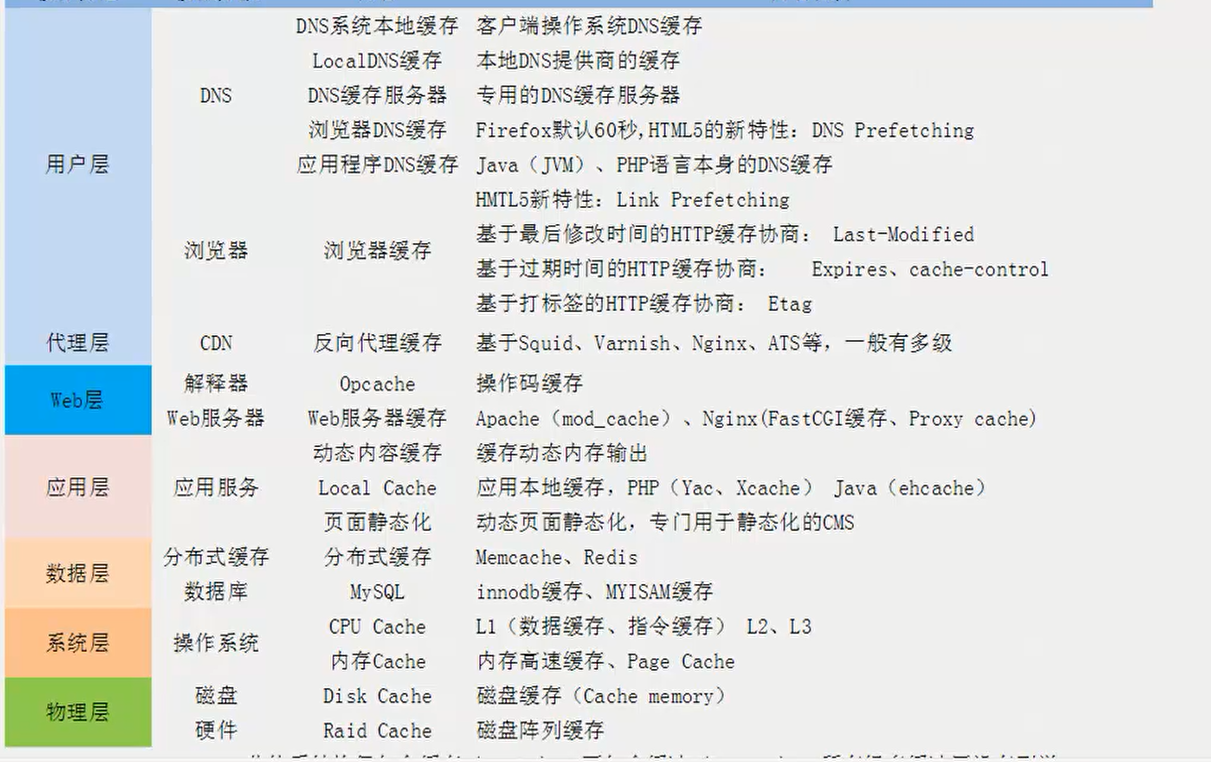 DNS系统本地缓存 客户端操作系统DNS缓存
LocalDNS缓存 本地DNS提供商的缓存
DNS DNS缓存服务器 专用的DNS缓存服务器
浏览器DNS缓存 Firefox默认60秒,HTML5的新特性：DNS Prefetching
用户层 应用程序DNS缓存 Java（JVM）、PHP语言本身的DNS缓存
HMTL5新特性：Link Prefetching
基于最后修改时间的HTTP缓存协商： Last-Modified
浏览器 浏览器缓存
基于过期时间的HTTP缓存协商： Expires、cache-control
基于打标签的HTTP缓存协商： Etag
代理层 CDN 反向代理缓存 基于Squid、Varnish、Nginx、ATS等，一般有多级
解释器 Opcache 操作码缓存
Web层
Web服务器 Web服务器缓存 Apache（mod_cache）、Nginx(FastCGI缓存、Proxy cache)
动态内容缓存 缓存动态内存输出
应用层 应用服务 Local Cache 应用本地缓存，PHP（Yac、Xcache） Java（ehcache）
页面静态化 动态页面静态化，专门用于静态化的CMS
分布式缓存 分布式缓存 Memcache、Redis
数据层
数据库 MySQL innodb缓存、MYISAM缓存
CPU Cache L1（数据缓存、指令缓存） L2、L3
系统层 操作系统
内存Cache 内存高速缓存、Page Cache
磁盘 Disk Cache 磁盘缓存（Cache memory）
物理层
硬件 Raid Cache 磁盘阵列缓存